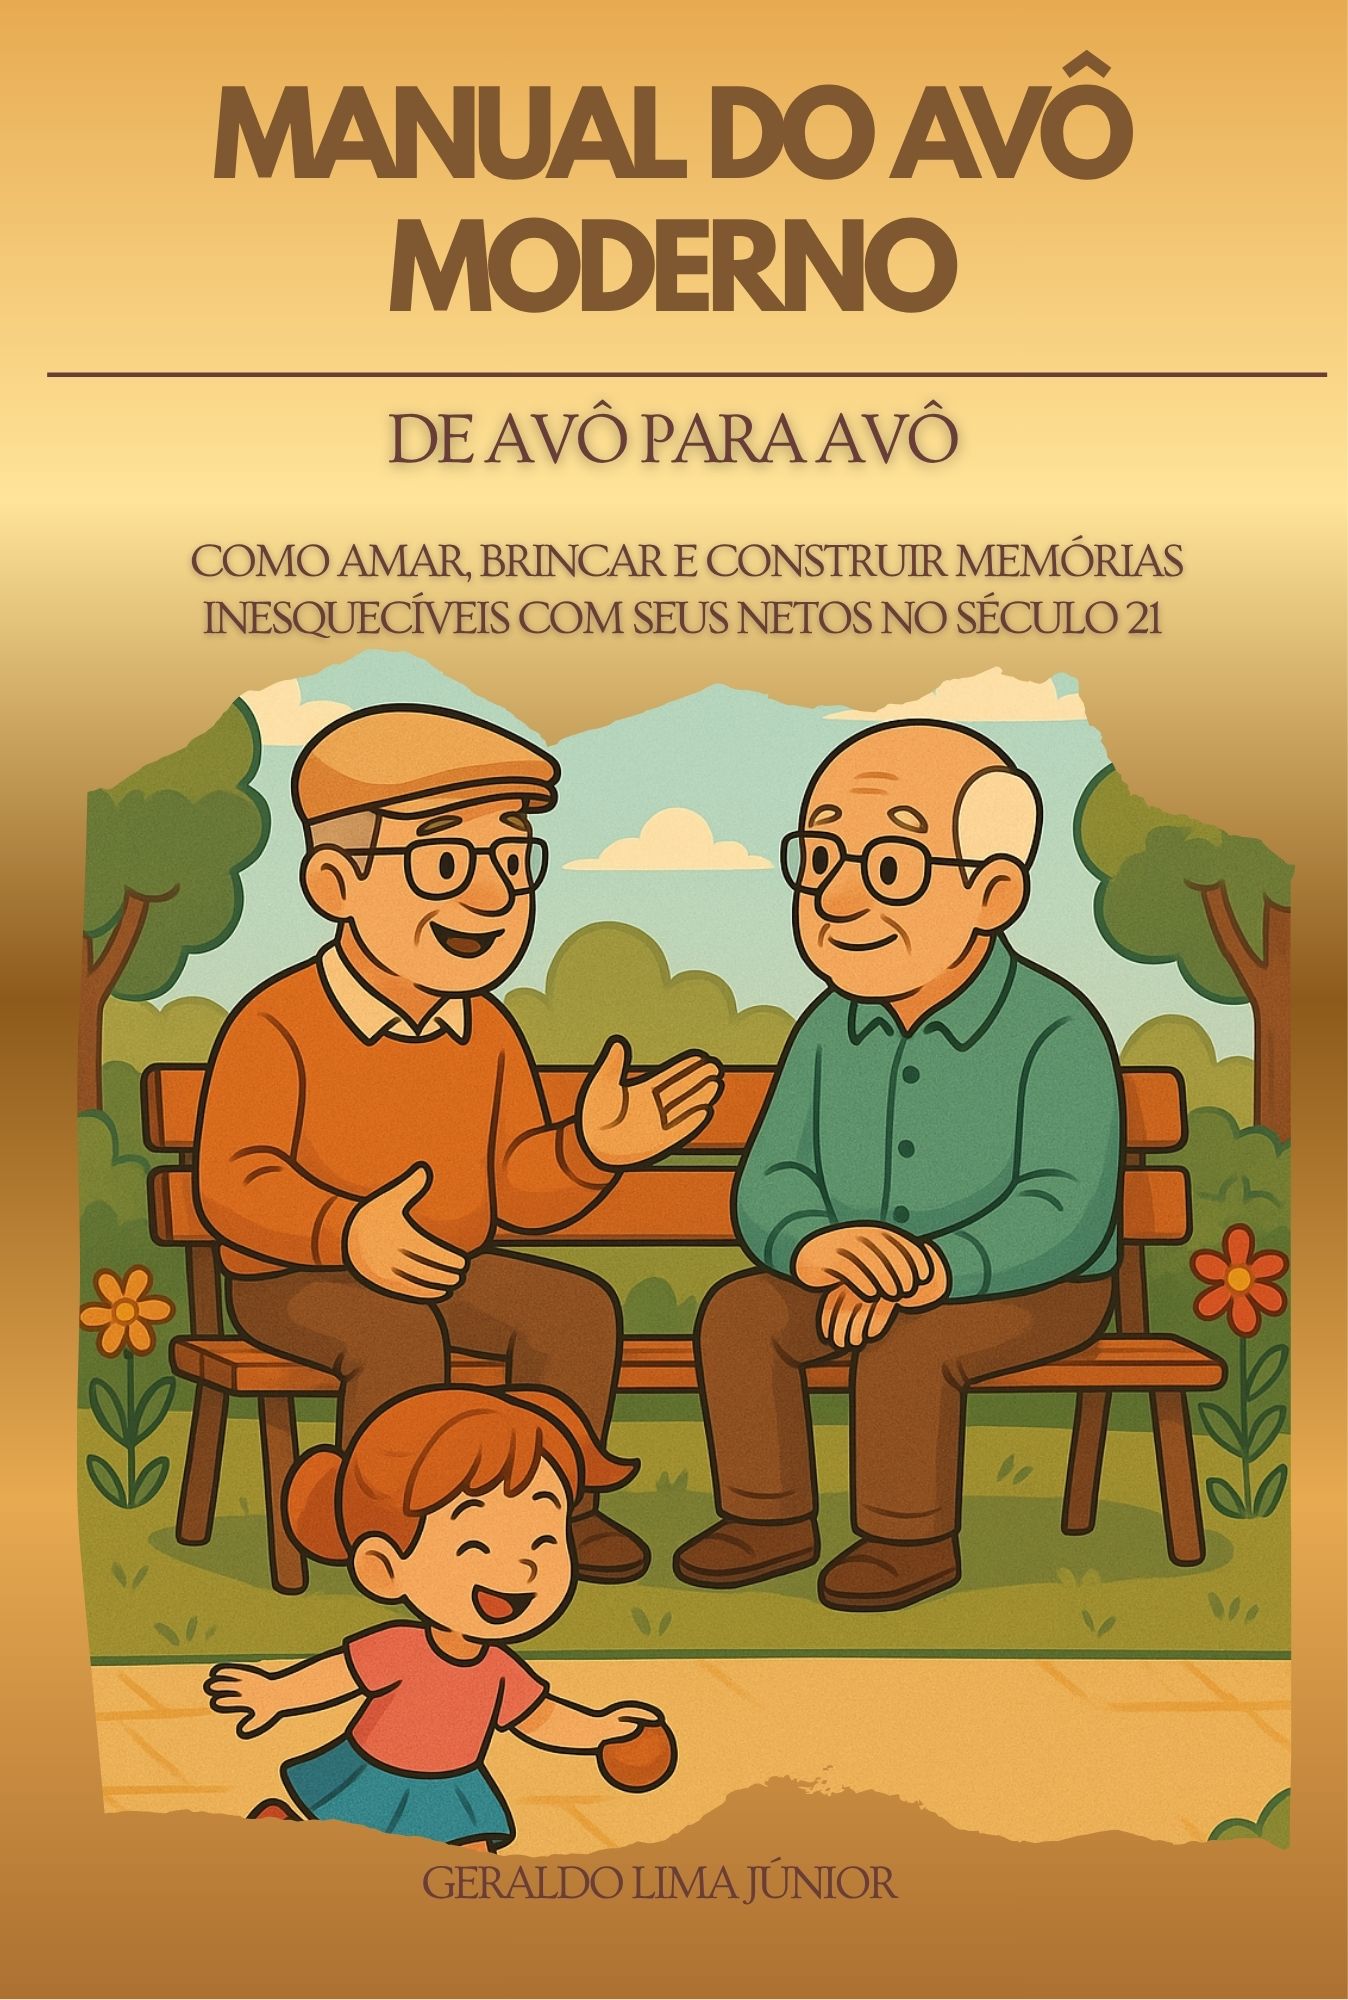 MANUAL DO AVÔ
MODERNO
DE AVÔ PARA AVÔ
COMO AMAR, BRINCAR E CONSTRUIR MEMÓRIAS
INESQUECÍVEIS COM SEUS NETOS NO SÉCULO 21
GERALDO LIMA JÚNIOR